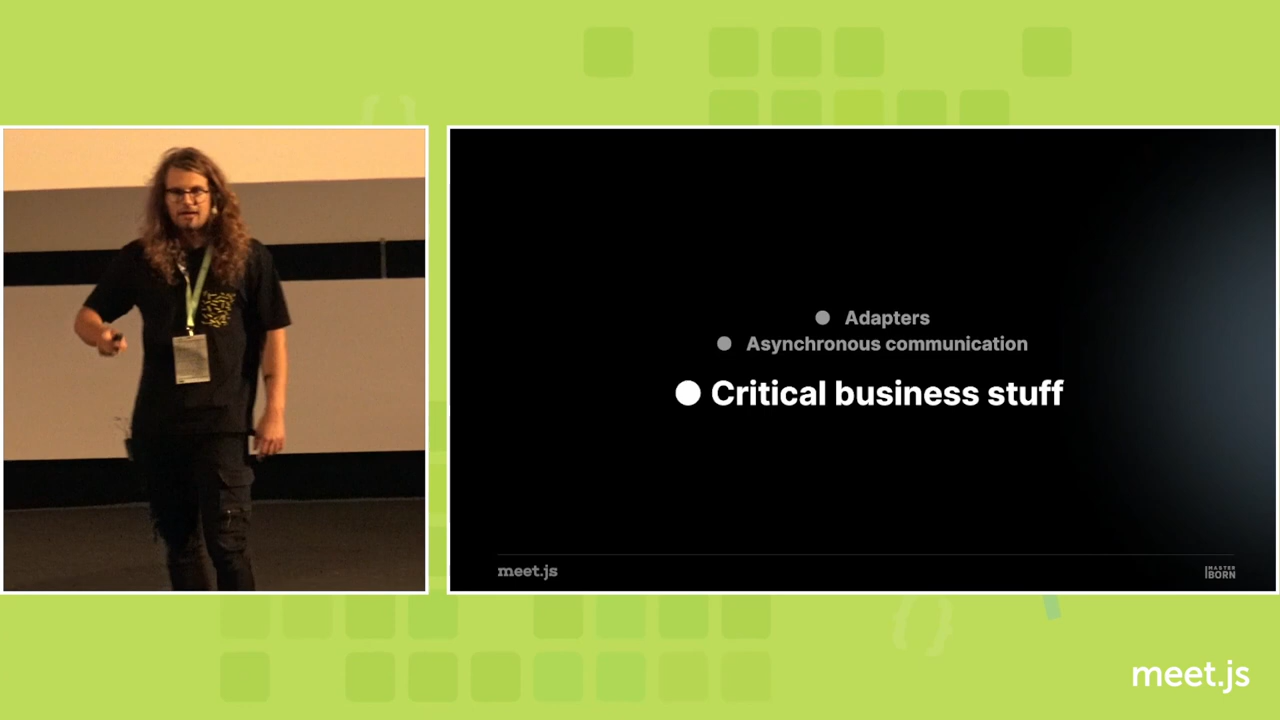 Adapters
Asynchronous communication
Critical business stuff
meet.js
MASTER
BORN
meet.js